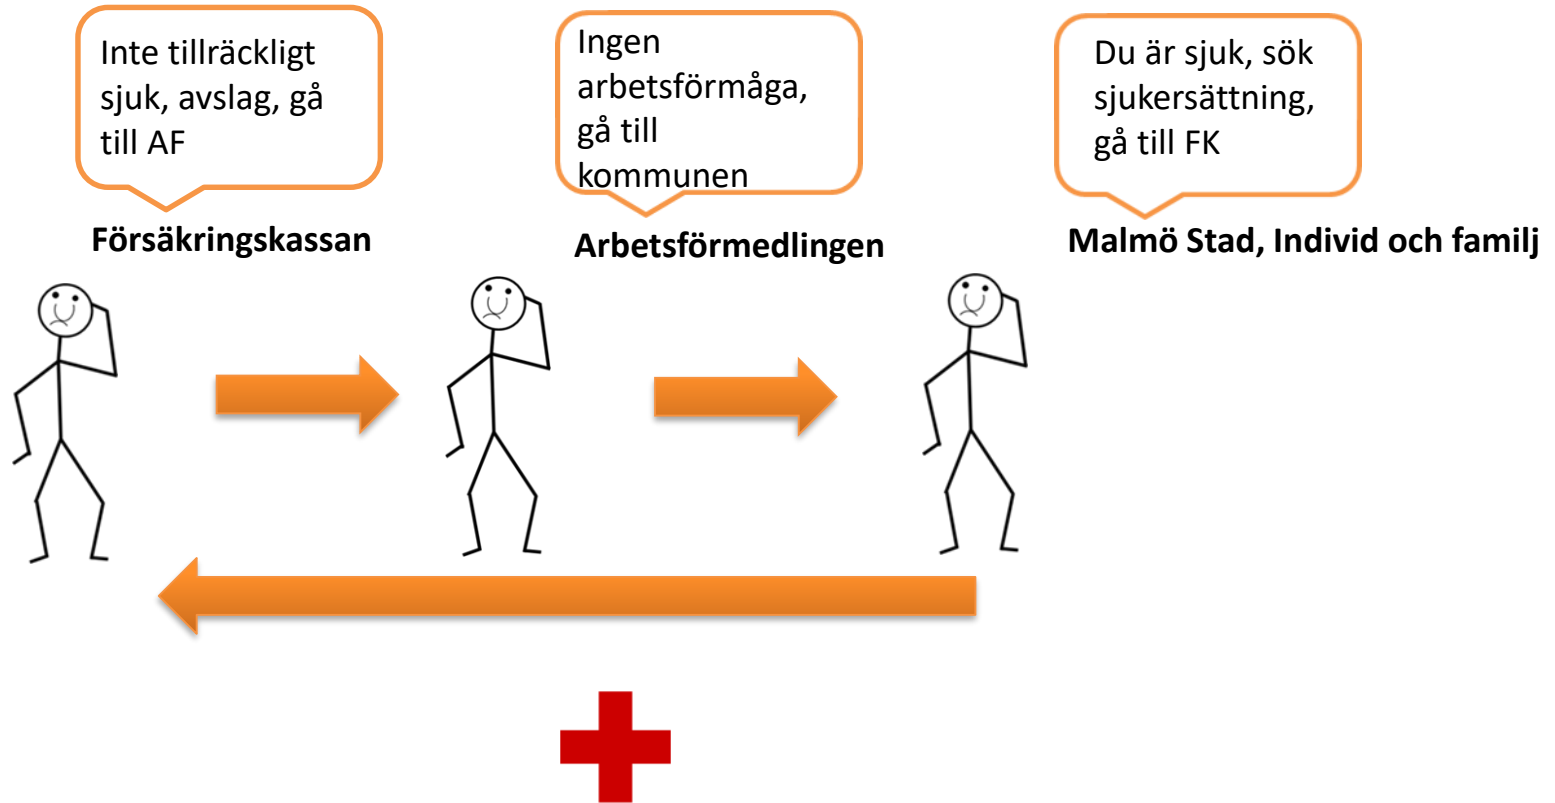 Inte tillräckligt
sjuk, avslag, gå
till AF
Försäkringskassan
Ingen
arbetsförmåga,
gå till
kommunen
Arbetsförmedlingen
Du är sjuk, sök
sjukersättning,
gå till FK
Malmö Stad, Individ och familj